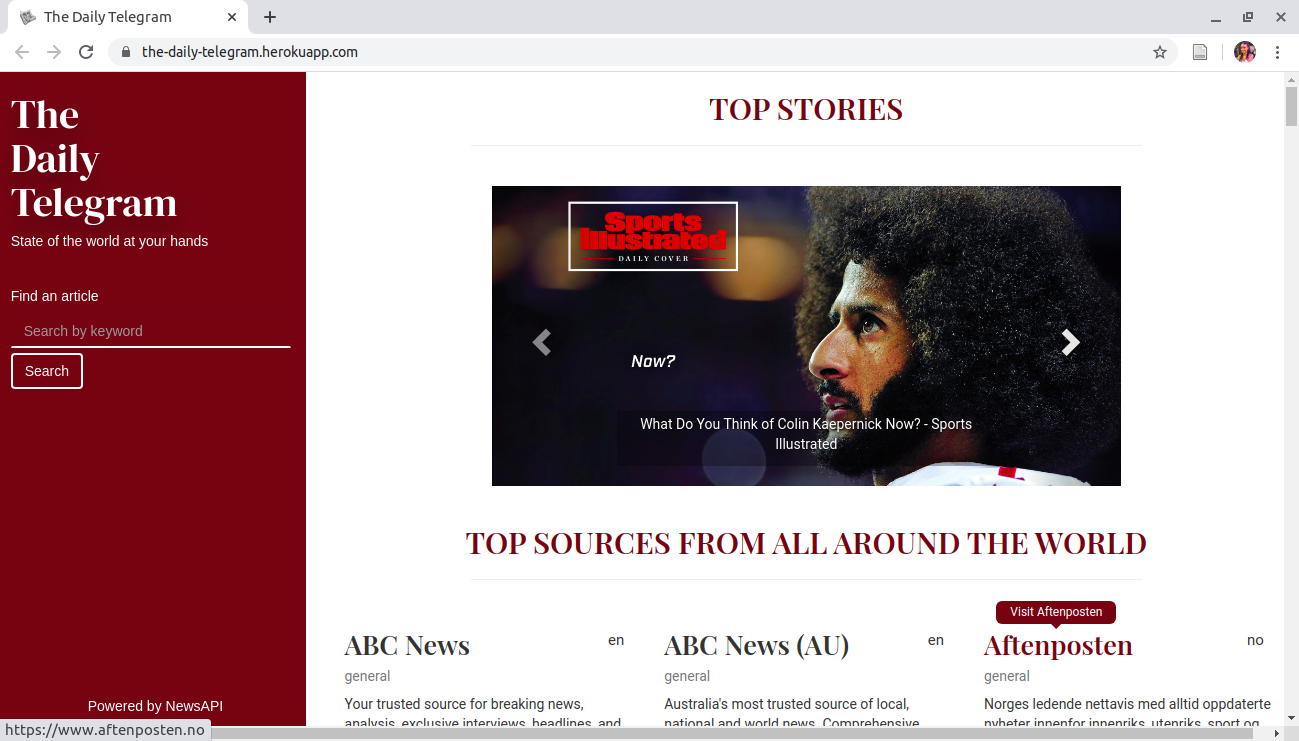 The Daily Telegram
the-daily-telegram.herokuapp.com
The
Daily
Telegram
State of the world at your hands
Find an article
Search by keyword
Search
Powered by NewsAPI
https://www.aftenposten.no
TOP STORIES
Sports
Illustrated
DAILY COVER
Now?
What Do You Think of Colin Kaepernick Now? - Sports
Illustrated
TOP SOURCES FROM ALL AROUND THE WORLD
ABC News
en
general
Your trusted source for breaking news,
analysis, exclusive interviews, headlines, and
ABC News (AU)
en
general
Australia's most trusted source of local,
national and world news. Comprehensive,
Visit Aftenposten
Aftenposten
no
general
Norges ledende nettavis med alltid oppdaterte
nyheter innenfor innenriks, utenriks, sport og